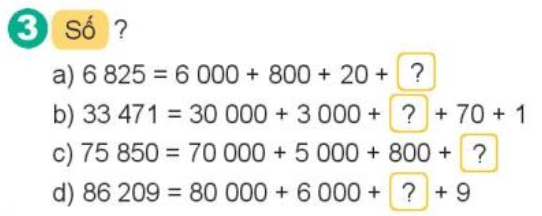 3 Số ?
a) 6 825 = 6 000 + 800 + 20 + ?
b) 33 471 = 30 000 + 3 000 + ? + 70 + 1
c) 75 850 = 70 000 + 5 000 + 800 + ?
d) 86 209 = 80 000 + 6 000 + ? + 9